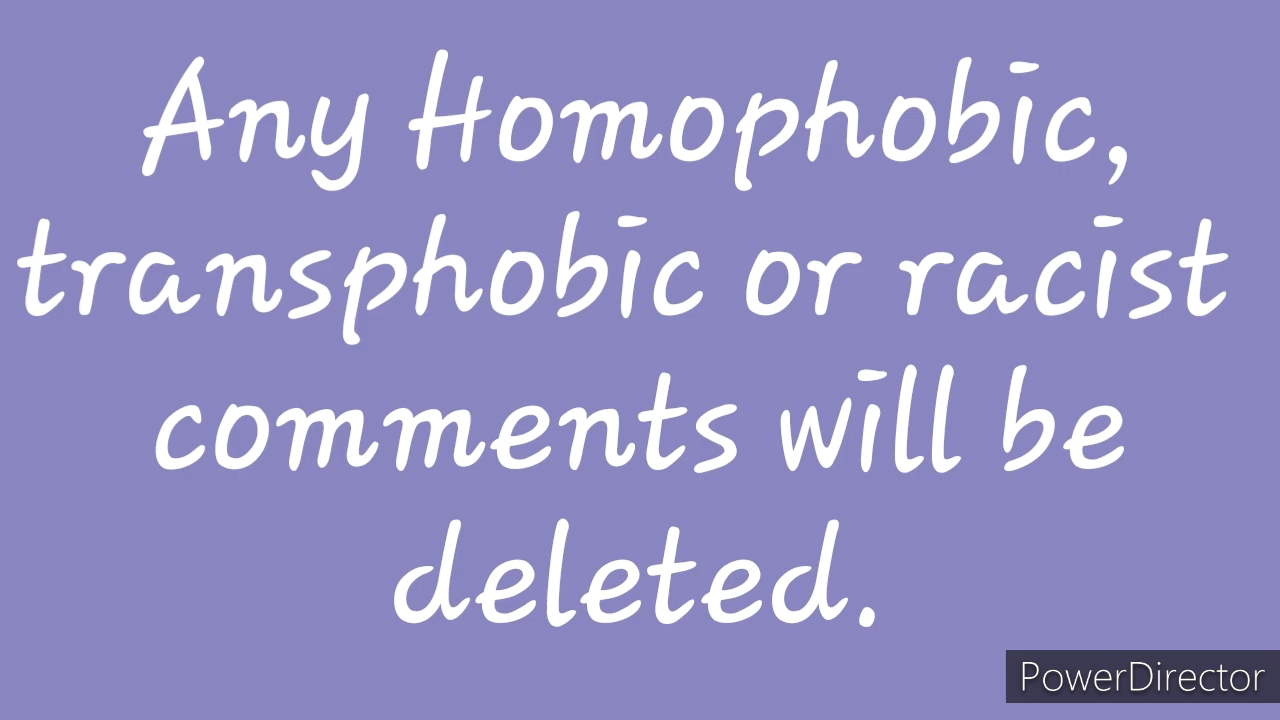 Any Homophobic,
transphobic or racist
comments will be
deleted.
PowerDirector